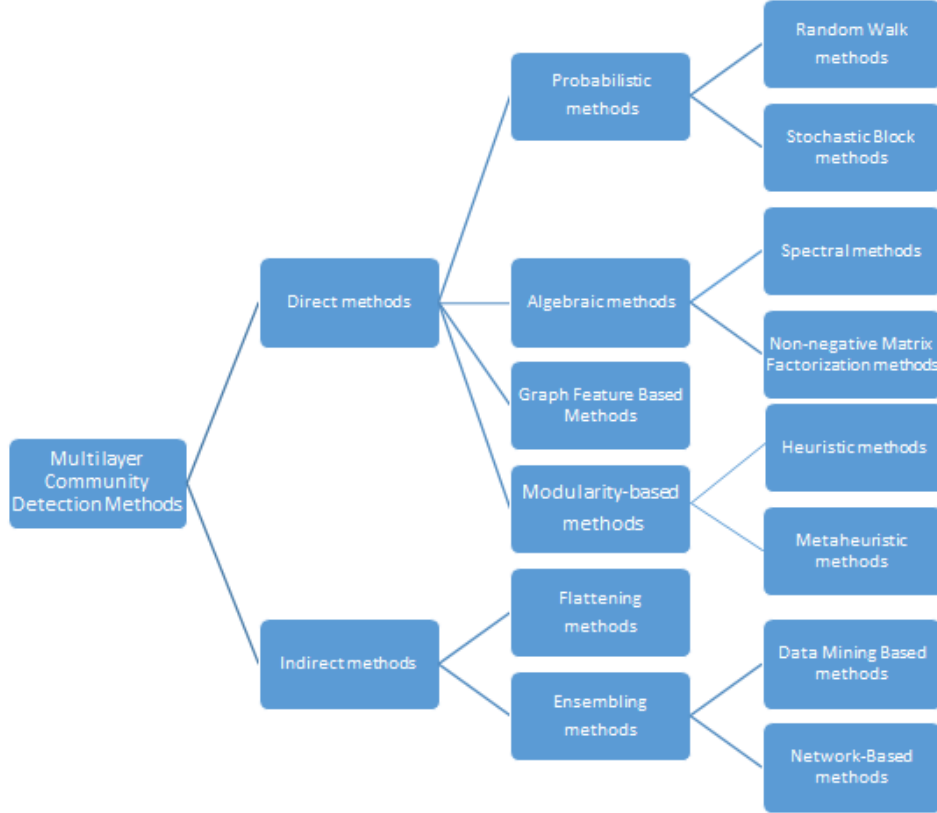 Random Walk
methods
Probabilistic
methods
Stochastic Block
methods
Spectral methods
Direct methods
Algebraic methods
Non-negative Matrix
Factorization methods
Graph Feature Based
Methods
Multilayer
Community
Detection Methods
Heuristic methods
Modularity-based
methods
Metaheuristic
methods
Flattening
methods
Indirect methods
Data Mining Based
methods
Ensembling
methods
Network-Based
methods